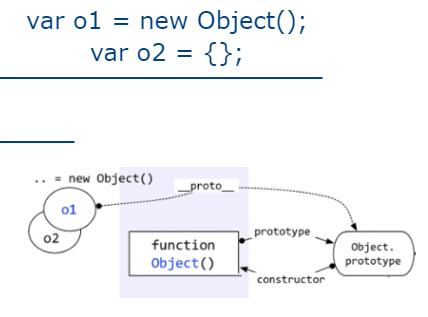 var o1 = new Object();
var o2 = {};
.. = new Object()
__proto__
o1
o2
function
Object()
prototype
Object.
prototype
constructor